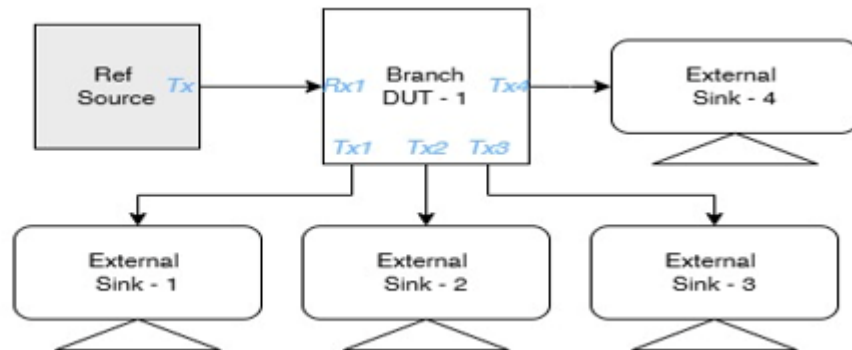 Ref
Source
Tx
Rx1
Branch
DUT - 1
Tx4
Tx1
Tx2
Tx3
External
Sink - 4
External
Sink - 1
External
Sink - 2
External
Sink - 3